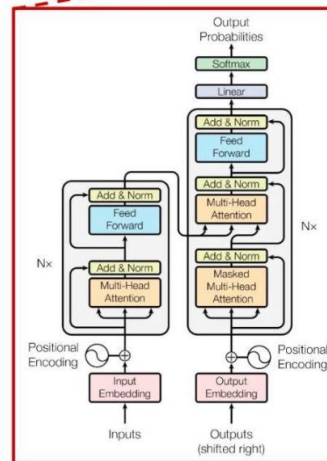 Output
Probabilities
Softmax
Linear
Add & Norm
Feed
Forward
Add & Norm
Multi-Head
Attention
Add & Norm
Masked
Multi-Head
Attention
Nx
Positional
Encoding
Output
Embedding
Outputs
(shifted right)
Add & Norm
Feed
Forward
Add & Norm
Multi-Head
Attention
Nx
Positional
Encoding
Input
Embedding
Inputs